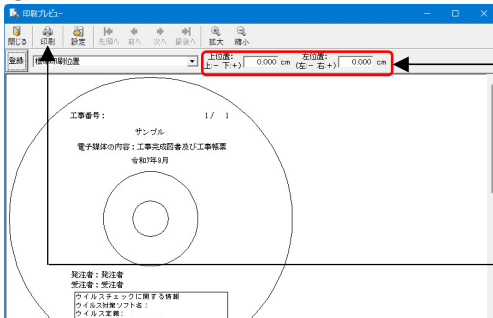 印刷プレビュー
閉じる 印刷 設定 先頭へ 前へ 次へ 最後へ 拡大 縮小
登録 標準印刷位置 上位置: 上:- 下:+) 0.000 cm 左位置: (左:- 右:+) 0.000 cm
工事番号： 1/ 1
サンプル
電子媒体の内容：工事完成図書及び工事帳票
令和7年9月
発注者：発注者
受注者：受注者
ウイルスチェックに関する情報
ウイルス対策ソフト名：
ウイルス定義：